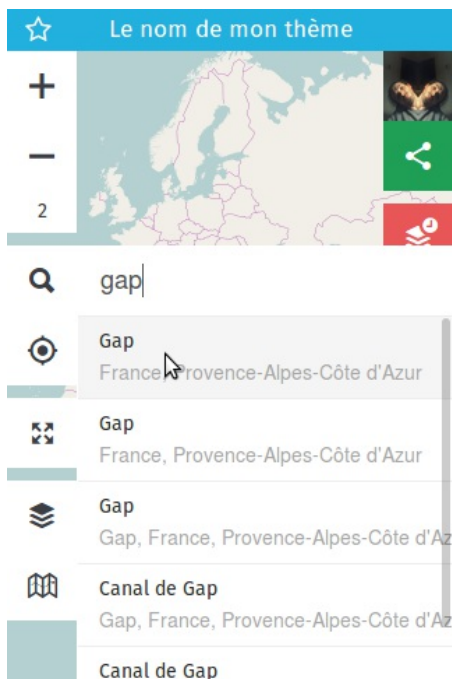 Le nom de mon thème
2
gap
Gap
France, Provence-Alpes-Côte d'Azur
Gap
France, Provence-Alpes-Côte d'Azur
Gap
Gap, France, Provence-Alpes-Côte d'Az
Canal de Gap
Gap, France, Provence-Alpes-Côte d'Az
Canal de Gap